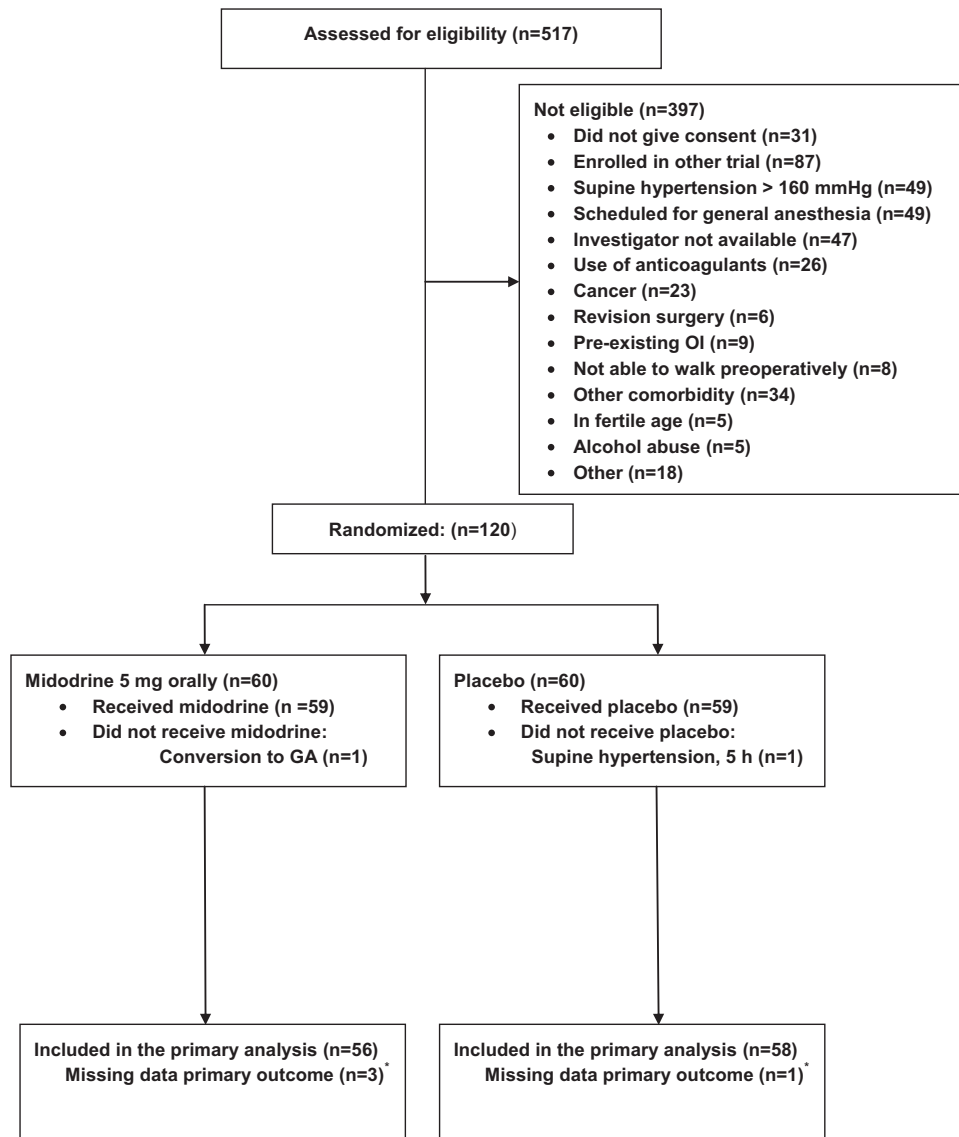 Assessed for eligibility (n=517)
Not eligible (n=397)
• Did not give consent (n=31)
• Enrolled in other trial (n=87)
• Supine hypertension > 160 mmHg (n=49)
• Scheduled for general anesthesia (n=49)
• Investigator not available (n=47)
• Use of anticoagulants (n=26)
• Cancer (n=23)
• Revision surgery (n=6)
• Pre-existing OI (n=9)
• Not able to walk preoperatively (n=8)
• Other comorbidity (n=34)
• In fertile age (n=5)
• Alcohol abuse (n=5)
• Other (n=18)
Randomized: (n=120)
Midodrine 5 mg orally (n=60)
• Received midodrine (n =59)
• Did not receive midodrine:
Conversion to GA (n=1)
Placebo (n=60)
• Received placebo (n=59)
• Did not receive placebo:
Supine hypertension, 5 h (n=1)
Included in the primary analysis (n=56)
Missing data primary outcome (n=3)*
Included in the primary analysis (n=58)
Missing data primary outcome (n=1)*